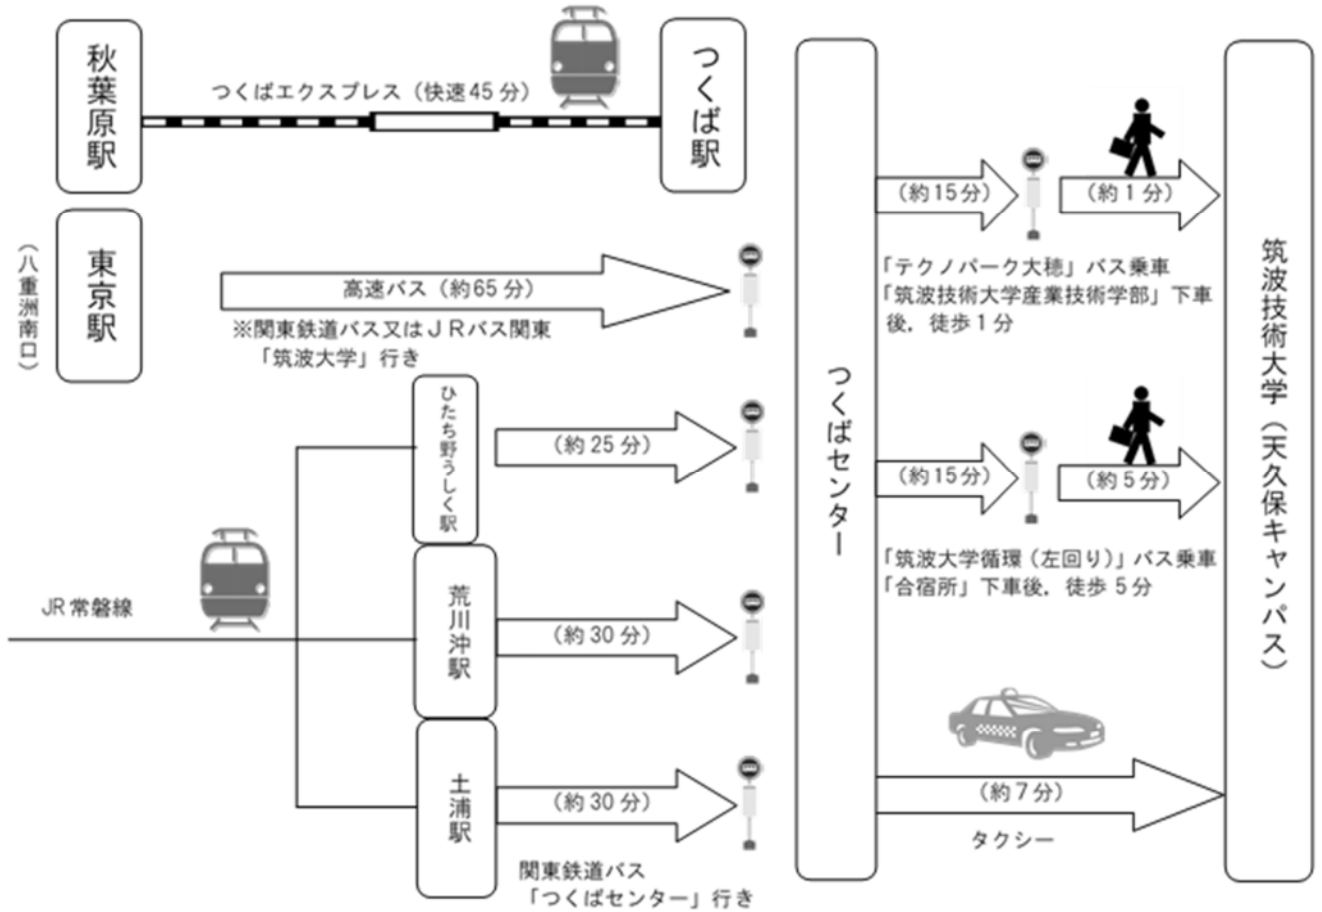 秋葉原駅
つくばエクスプレス（快速45分）
つくば駅
（八重洲南口）
東京駅
高速バス（約65分）
※関東鉄道バス又はＪＲバス関東
「筑波大学」行き
JR常磐線
ひたち野うしく駅
（約25分）
荒川沖駅
（約30分）
土浦駅
（約30分）
関東鉄道バス
「つくばセンター」行き
つくばセンター
（約15分）
（約1分）
「テクノパーク大穂」バス乗車
「筑波技術大学産業技術学部」下車
後，徒歩1分
（約15分）
（約5分）
「筑波大学循環（左回り）」バス乗車
「合宿所」下車後，徒歩5分
（約7分）
タクシー
筑波技術大学（天久保キャンパス）